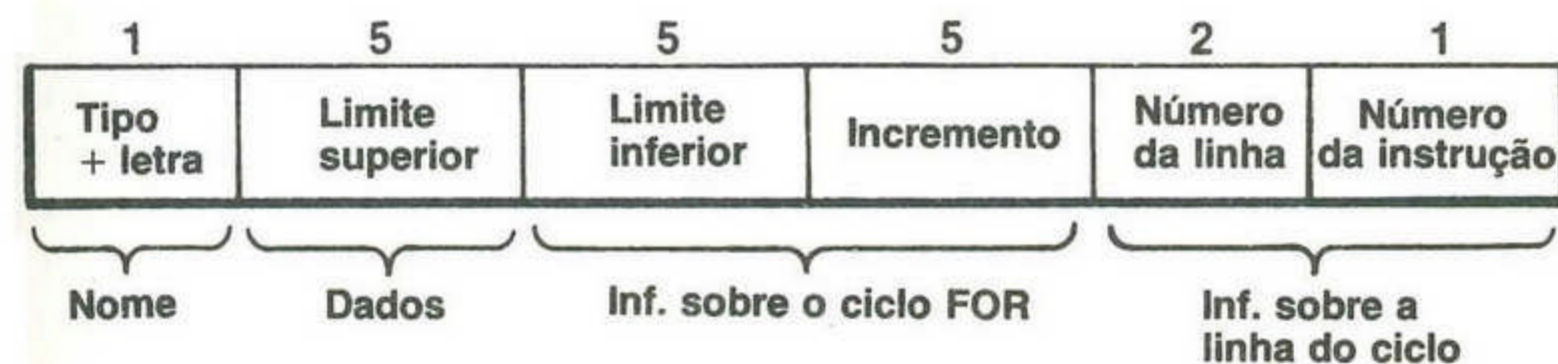 1 5 5 5 2 1
Tipo + letra
Limite superior
Limite inferior
Incremento
Número da linha
Número da instrução
Nome
Dados
Inf. sobre o ciclo FOR
Inf. sobre a
linha do ciclo